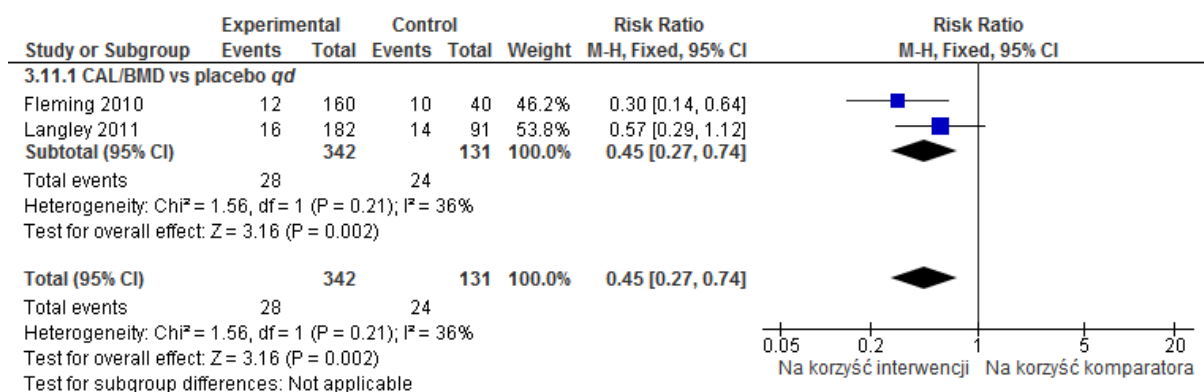 Experimental Control Risk Ratio Risk Ratio
Study or Subgroup Events Total Events Total Weight M-H, Fixed, 95% CI M-H, Fixed, 95% CI
3.11.1 CAL/BMD vs placebo qd
Fleming 2010 12 160 10 40 46.2% 0.30 [0.14, 0.64]
Langley 2011 16 182 14 91 53.8% 0.57 [0.29, 1.12]
Subtotal (95% CI) 342 131 100.0% 0.45 [0.27, 0.74]
Total events 28 24
Heterogeneity: Chi² = 1.56, df = 1 (P = 0.21); I² = 36%
Test for overall effect: Z = 3.16 (P = 0.002)
Total (95% CI) 342 131 100.0% 0.45 [0.27, 0.74]
Total events 28 24
Heterogeneity: Chi² = 1.56, df = 1 (P = 0.21); I² = 36%
Test for overall effect: Z = 3.16 (P = 0.002)
Test for subgroup differences: Not applicable
0.05 0.2 1 5 20
Na korzyść interwencji Na korzyść komparatora